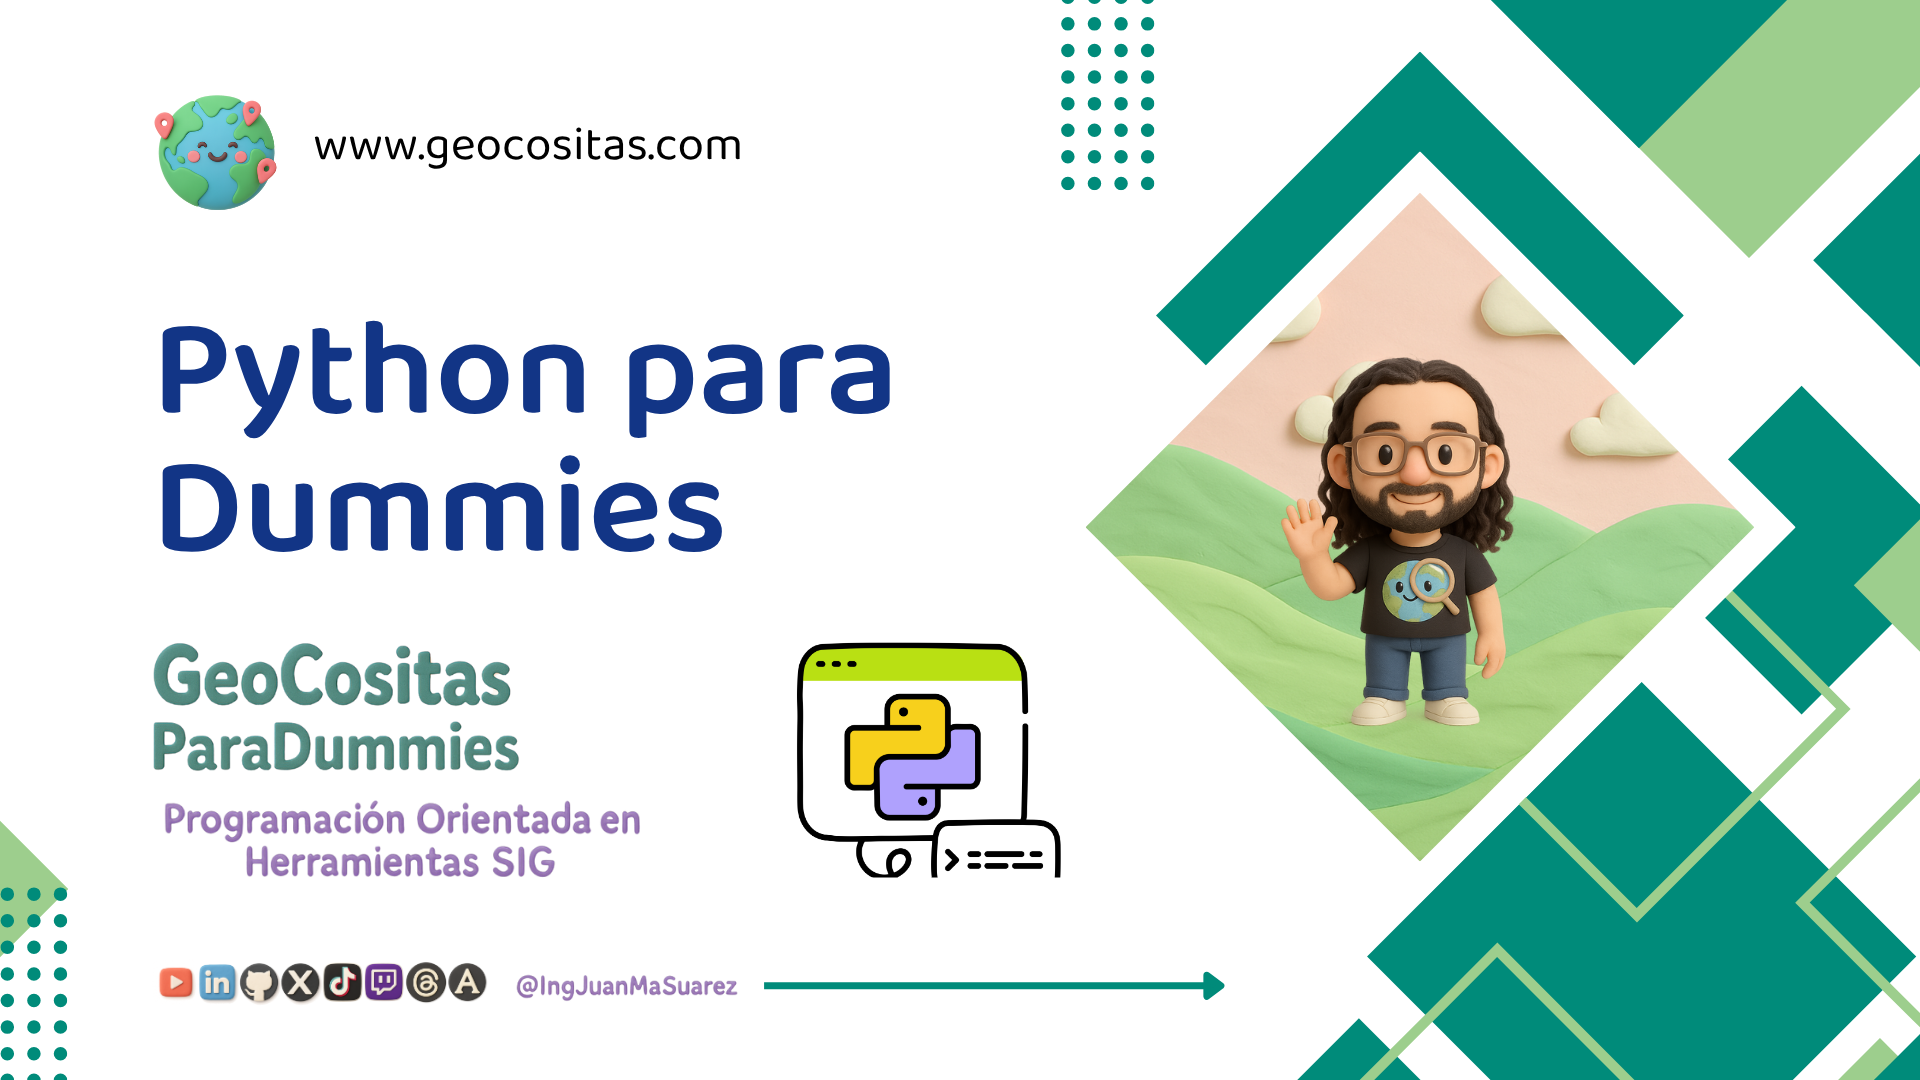 www.geocositas.com
Python para
Dummies
GeoCositas
ParaDummies
Programación Orientada en
Herramientas SIG
@IngJuanMaSuarez